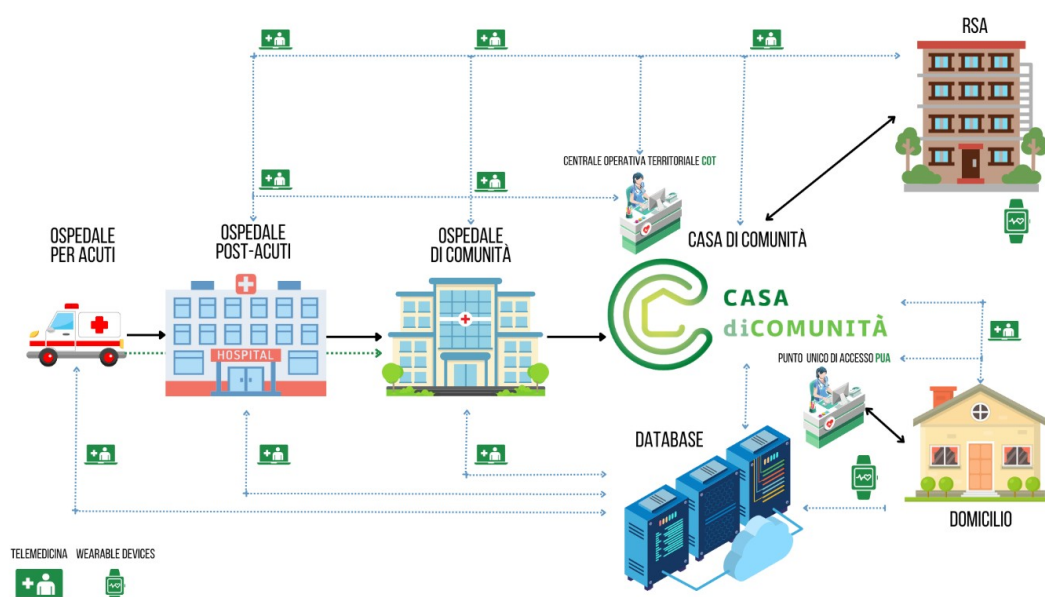 RSA
CENTRALE OPERATIVA TERRITORIALE COT
OSPEDALE
PER ACUTI
OSPEDALE
POST-ACUTI
OSPEDALE
DI COMUNITÀ
CASA DI COMUNITÀ
CASA
diCOMUNITÀ
HOSPITAL
PUNTO UNICO DI ACCESSO PUA
DATABASE
DOMICILIO
TELEMEDICINA
WEARABLE DEVICES